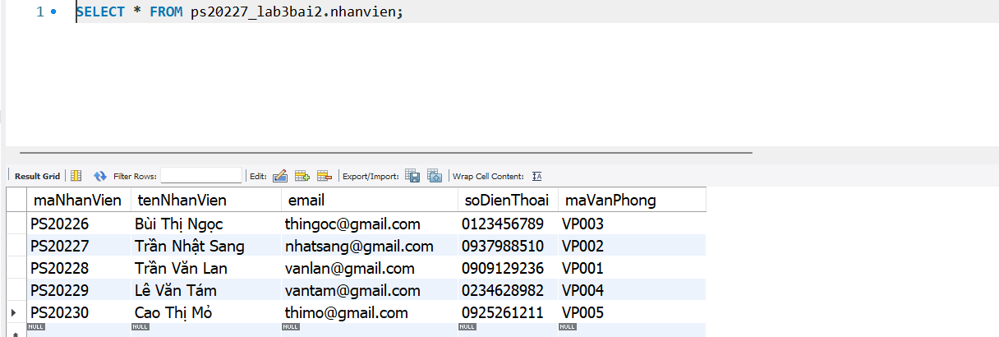 1 SELECT * FROM ps20227_lab3bai2.nhanvien;
Result Grid Filter Rows: Edit: Export/Import: Wrap Cell Content: IA
maNhanVien tenNhanVien email soDienThoai maVanPhong
PS20226 Bùi Thị Ngọc thingoc@gmail.com 0123456789 VP003
PS20227 Trần Nhật Sang nhatsang@gmail.com 0937988510 VP002
PS20228 Trần Văn Lan vanlan@gmail.com 0909129236 VP001
PS20229 Lê Văn Tám vantam@gmail.com 0234628982 VP004
PS20230 Cao Thị Mỏ thimo@gmail.com 0925261211 VP005
NULL NULL NULL NULL NULL